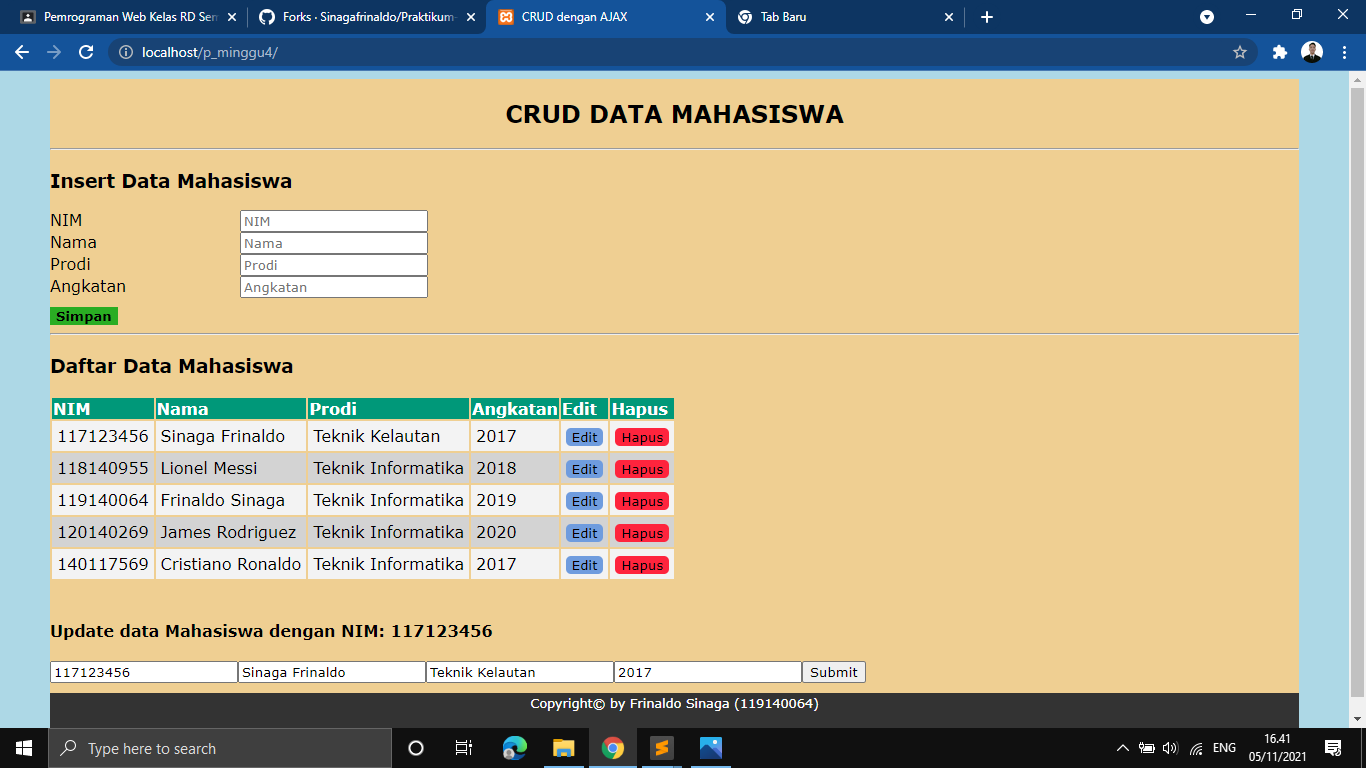 Pemrograman Web Kelas RD Sem
Forks · Sinagafrinaldo/Praktikum-
CRUD dengan AJAX
Tab Baru
localhost/p_minggu4/
CRUD DATA MAHASISWA
Insert Data Mahasiswa
NIM NIM
Nama Nama
Prodi Prodi
Angkatan Angkatan
Simpan
Daftar Data Mahasiswa
NIM Nama Prodi Angkatan Edit Hapus
117123456 Sinaga Frinaldo Teknik Kelautan 2017 Edit Hapus
118140955 Lionel Messi Teknik Informatika 2018 Edit Hapus
119140064 Frinaldo Sinaga Teknik Informatika 2019 Edit Hapus
120140269 James Rodriguez Teknik Informatika 2020 Edit Hapus
140117569 Cristiano Ronaldo Teknik Informatika 2017 Edit Hapus
Update data Mahasiswa dengan NIM: 117123456
117123456 Sinaga Frinaldo Teknik Kelautan 2017 Submit
Copyright© by Frinaldo Sinaga (119140064)
Type here to search
ENG
16.41
05/11/2021